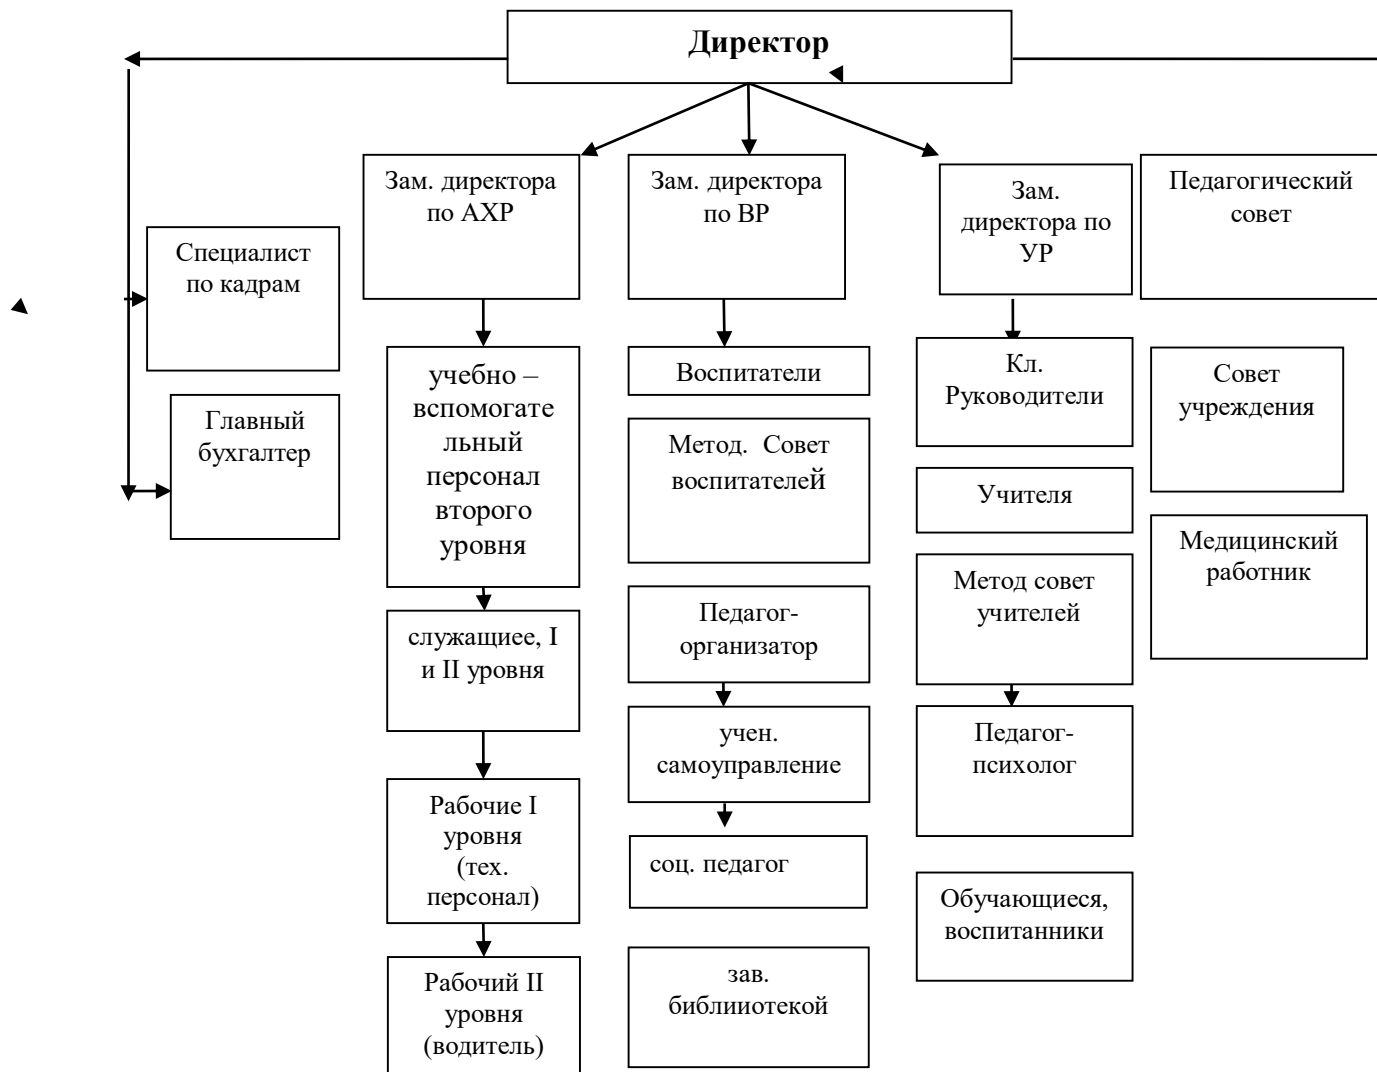 Директор
Зам. директора
по АХР
Зам. директора
по ВР
Зам.
директора по
УР
Педагогический
совет
Специалист
по кадрам
Главный
бухгалтер
учебно –
вспомогате
льный
персонал
второго
уровня
служащиее, I
и II уровня
Рабочие I
уровня
(тех.
персонал)
Рабочий II
уровня
(водитель)
Воспитатели
Метод. Совет
воспитателей
Педагог-
организатор
учен.
самоуправление
соц. педагог
зав.
библииотекой
Кл.
Руководители
Учителя
Метод совет
учителей
Педагог-
психолог
Обучающиеся,
воспитанники
Совет
учреждения
Медицинский
работник